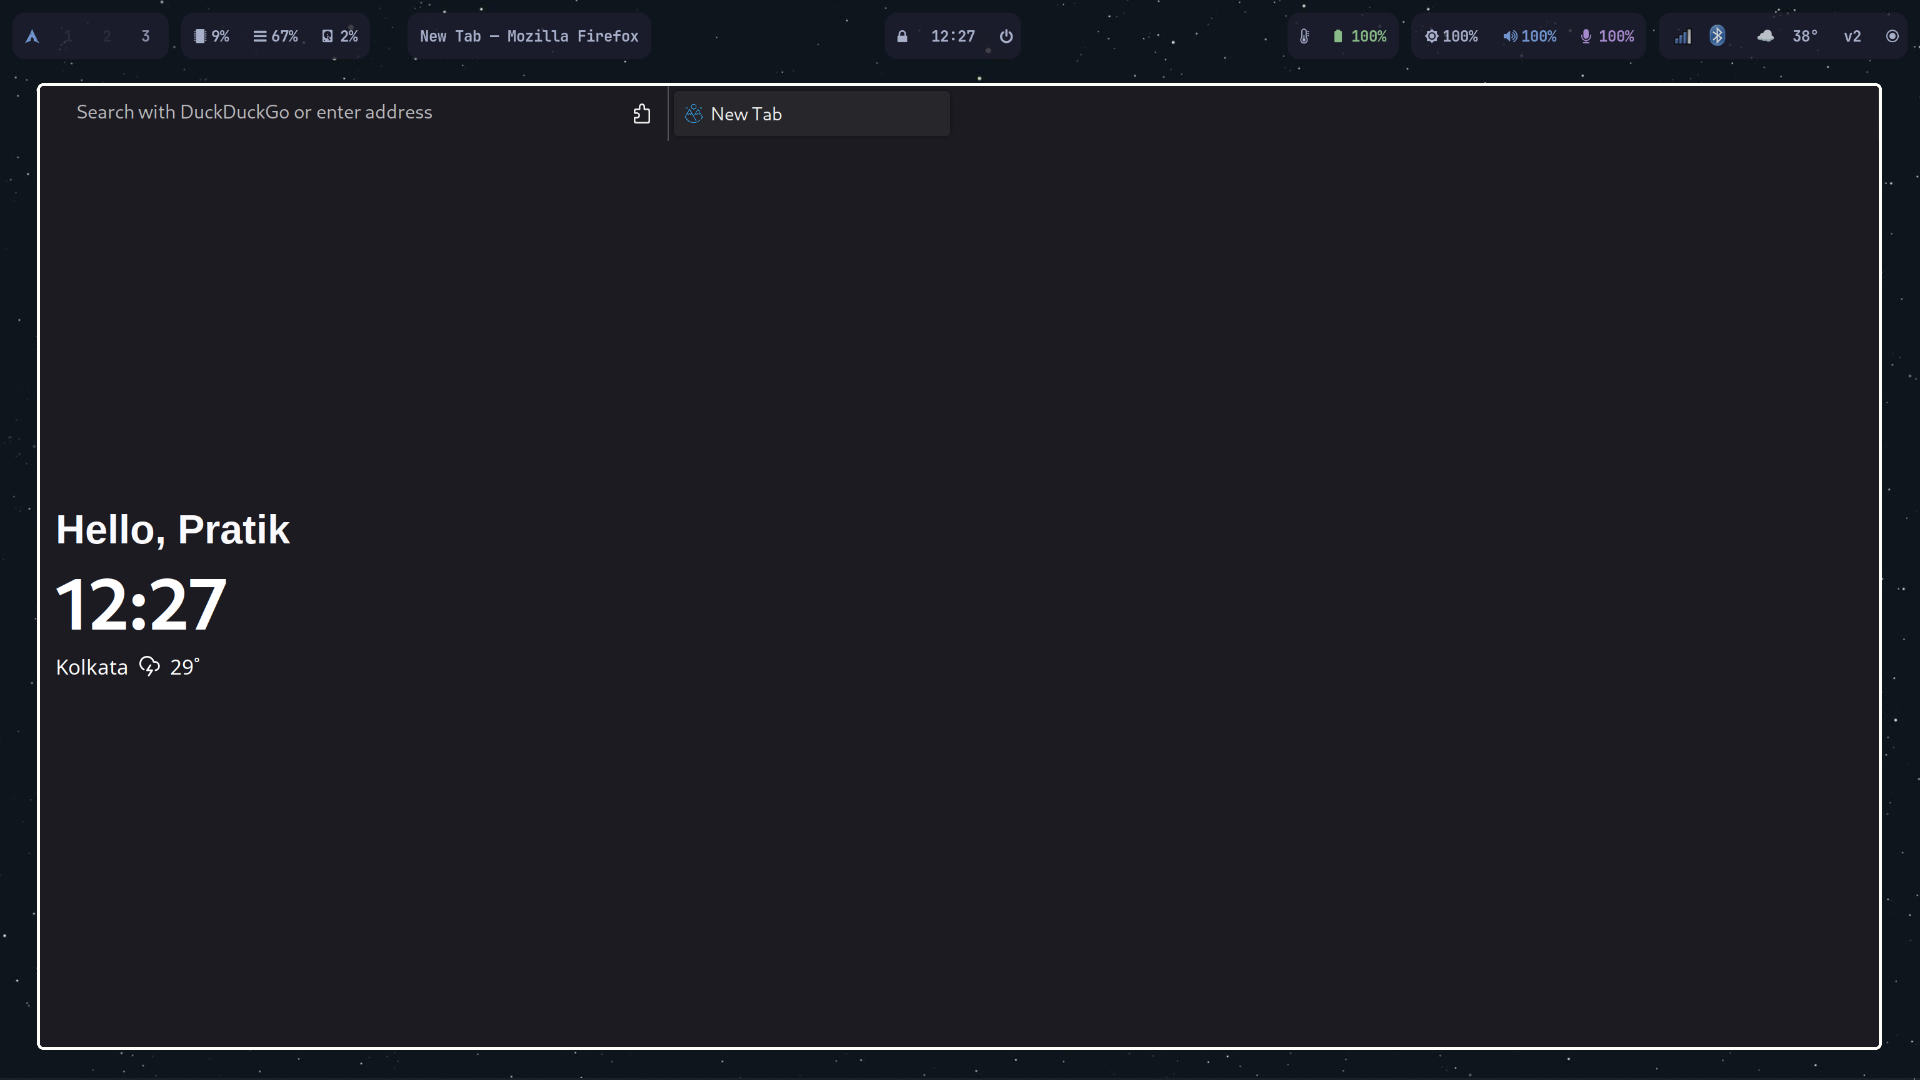 1 2 3 9% 67% 2% New Tab — Mozilla Firefox 12:27 100% 100% 100% 100% 38° v2
Search with DuckDuckGo or enter address New Tab
Hello, Pratik
12:27
Kolkata 29°